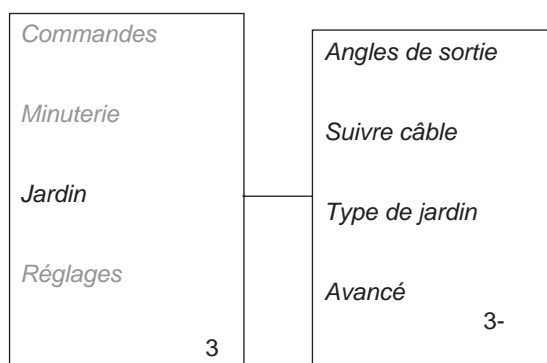 Commandes
Minuterie
Jardin
Réglages
3
Angles de sortie
Suivre câble
Type de jardin
Avancé
3-